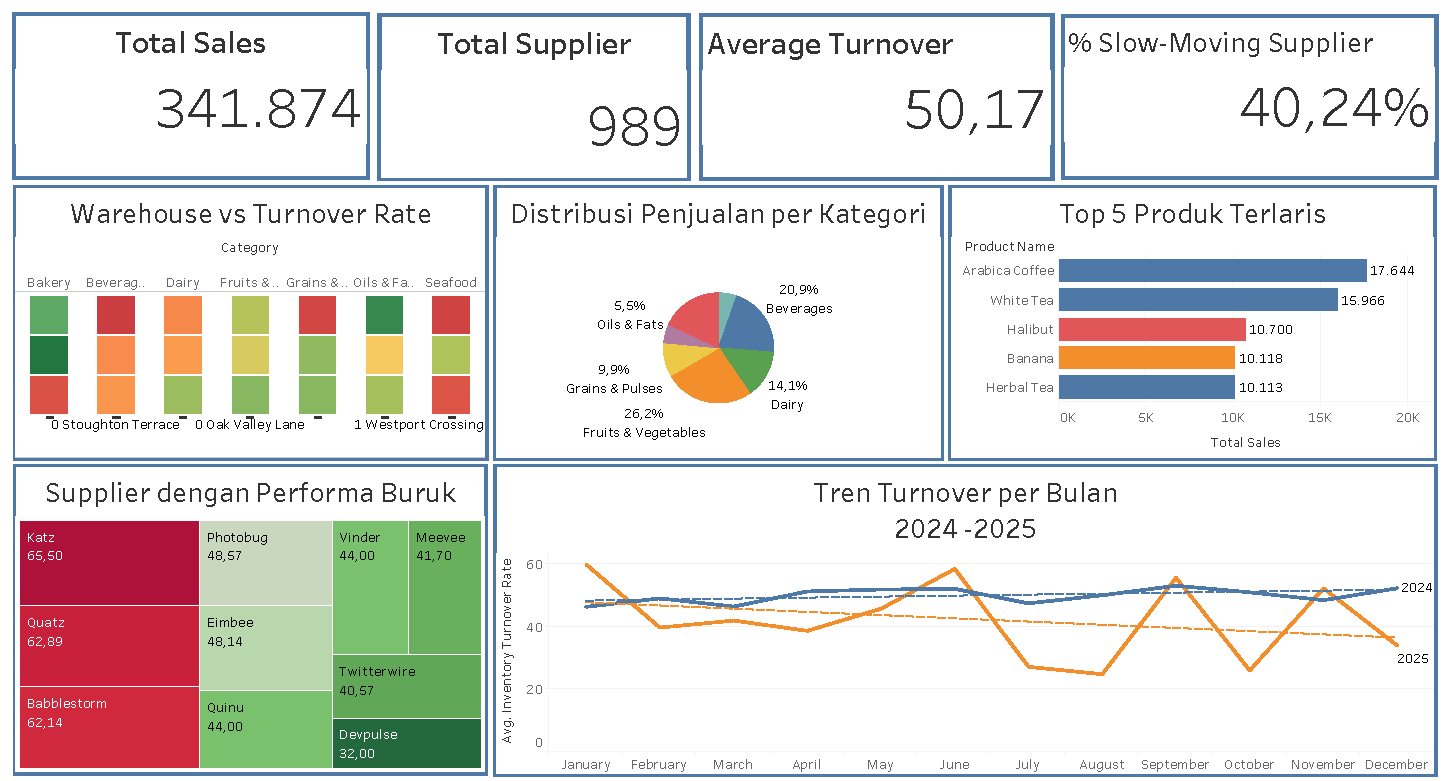 Total Sales
341.874
Total Supplier
989
Average Turnover
50,17
% Slow-Moving Supplier
40,24%
Warehouse vs Turnover Rate
Category
Bakery Beverag.. Dairy Fruits & .. Grains & .. Oils & Fa.. Seafood
0 Stoughton Terrace 0 Oak Valley Lane 1 Westport Crossing
Distribusi Penjualan per Kategori
20,9%
Beverages
5,5%
Oils & Fats
9,9%
Grains & Pulses
14,1%
Dairy
26,2%
Fruits & Vegetables
Top 5 Produk Terlaris
Product Name
Arabica Coffee 17.644
White Tea 15.966
Halibut 10.700
Banana 10.118
Herbal Tea 10.113
0K 5K 10K 15K 20K
Total Sales
Supplier dengan Performa Buruk
Katz
65,50
Quatz
62,89
Babblestorm
62,14
Photobug
48,57
Eimbee
48,14
Quinu
44,00
Vinder
44,00
Meevee
41,70
Twitterwire
40,57
Devpulse
32,00
Tren Turnover per Bulan
2024 -2025
Avg. Inventory Turnover Rate
60
40
20
0
2024
2025
January February March April May June July August September October November December